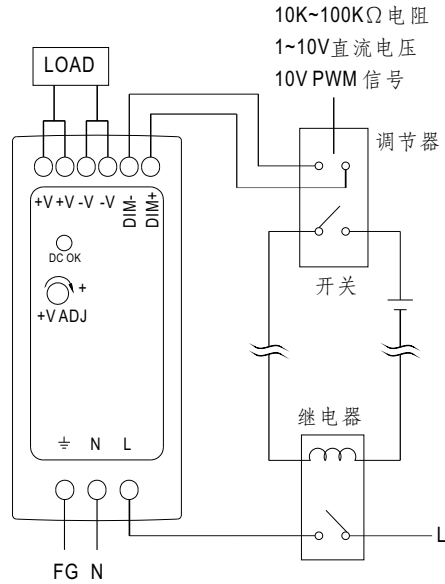 10K~100KΩ电阻
1~10V直流电压
10V PWM 信号
LOAD
调节器
+V +V -V -V DIM- DIM+
DC OK
+
+V ADJ
开关
继电器
N L
L
FG N